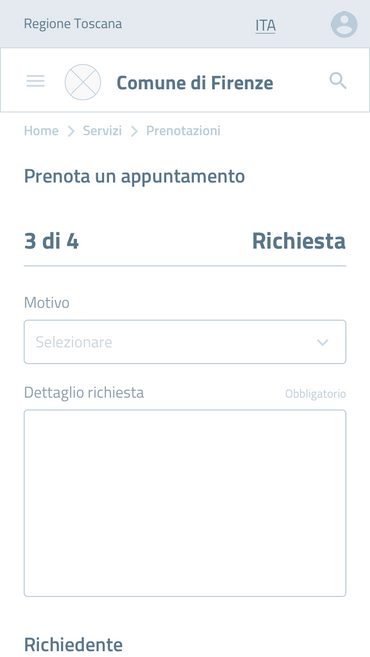 Regione Toscana ITA
Comune di Firenze
Home Servizi Prenotazioni
Prenota un appuntamento
3 di 4 Richiesta
Motivo
Selezionare
Dettaglio richiesta Obbligatorio
Richiedente